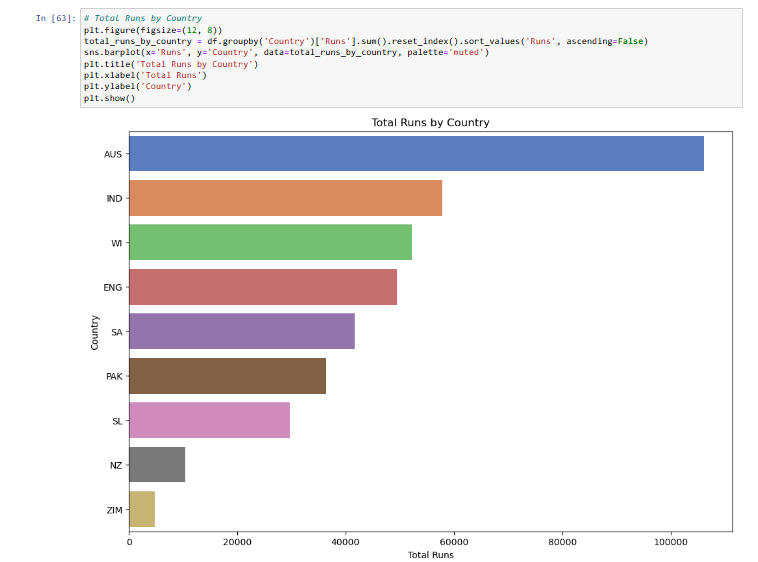 In [63]: # Total Runs by Country
plt.figure(figsize=(12, 8))
total_runs_by_country = df.groupby('Country')['Runs'].sum().reset_index().sort_values('Runs', ascending=False)
sns.barplot(x='Runs', y='Country', data=total_runs_by_country, palette='muted')
plt.title('Total Runs by Country')
plt.xlabel('Total Runs')
plt.ylabel('Country')
plt.show()
Total Runs by Country
AUS
IND
WI
ENG
Country
SA
PAK
SL
NZ
ZIM
0 20000 40000 60000 80000 100000
Total Runs